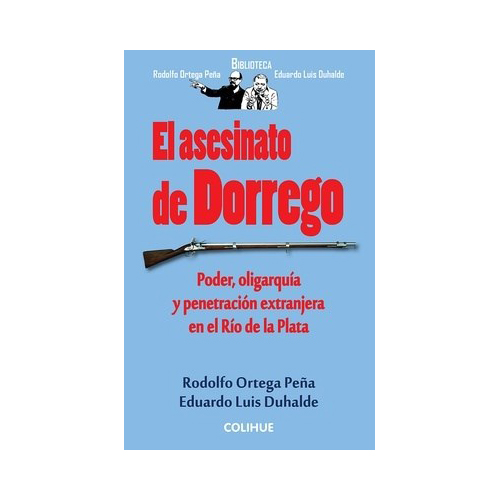 BIBLIOTECA
Rodolfo Ortega Peña Eduardo Luis Duhalde
El asesinato
de Dorrego
Poder, oligarquía
y penetración extranjera
en el Río de la Plata
Rodolfo Ortega Peña
Eduardo Luis Duhalde
COLIHUE